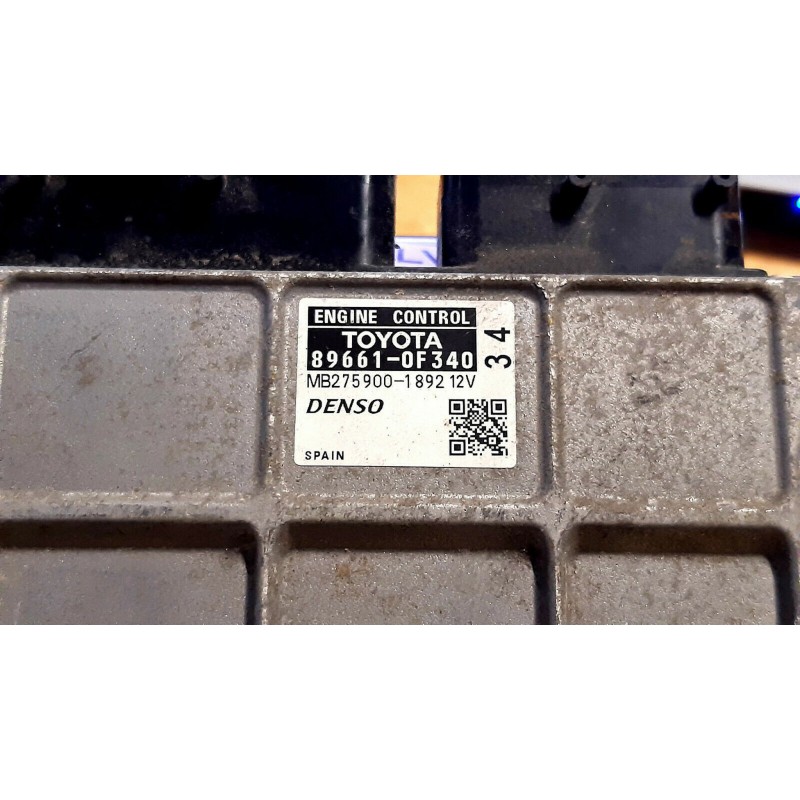 ENGINE CONTROL
TOYOTA
89661-0F340
34
MB275900-1892 12V
DENSO
SPAIN